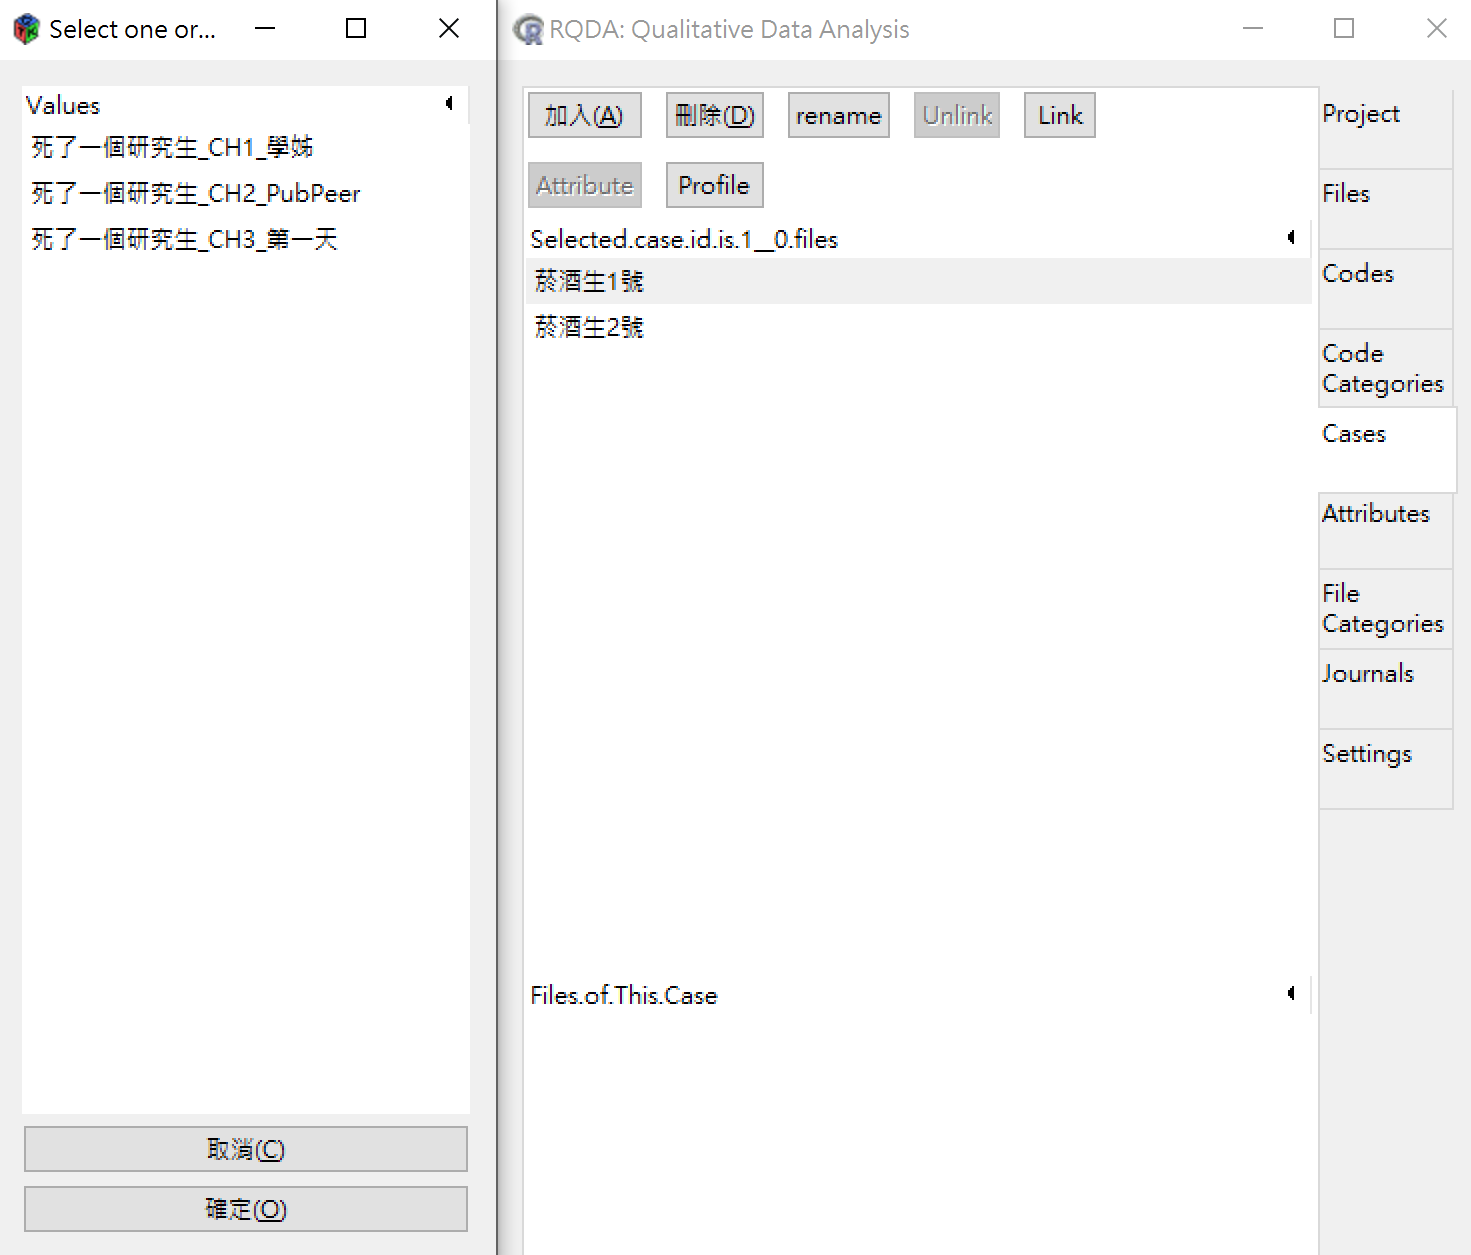 Select one or...
Values
死了一個研究生_CH1_學姊
死了一個研究生_CH2_PubPeer
死了一個研究生_CH3_第一天
取消(C)
確定(O)
RQDA: Qualitative Data Analysis
加入(A) 刪除(D) rename Unlink Link
Attribute Profile
Selected.case.id.is.1__0.files
菸酒生1號
菸酒生2號
Files.of.This.Case
Project
Files
Codes
Code
Categories
Cases
Attributes
File
Categories
Journals
Settings